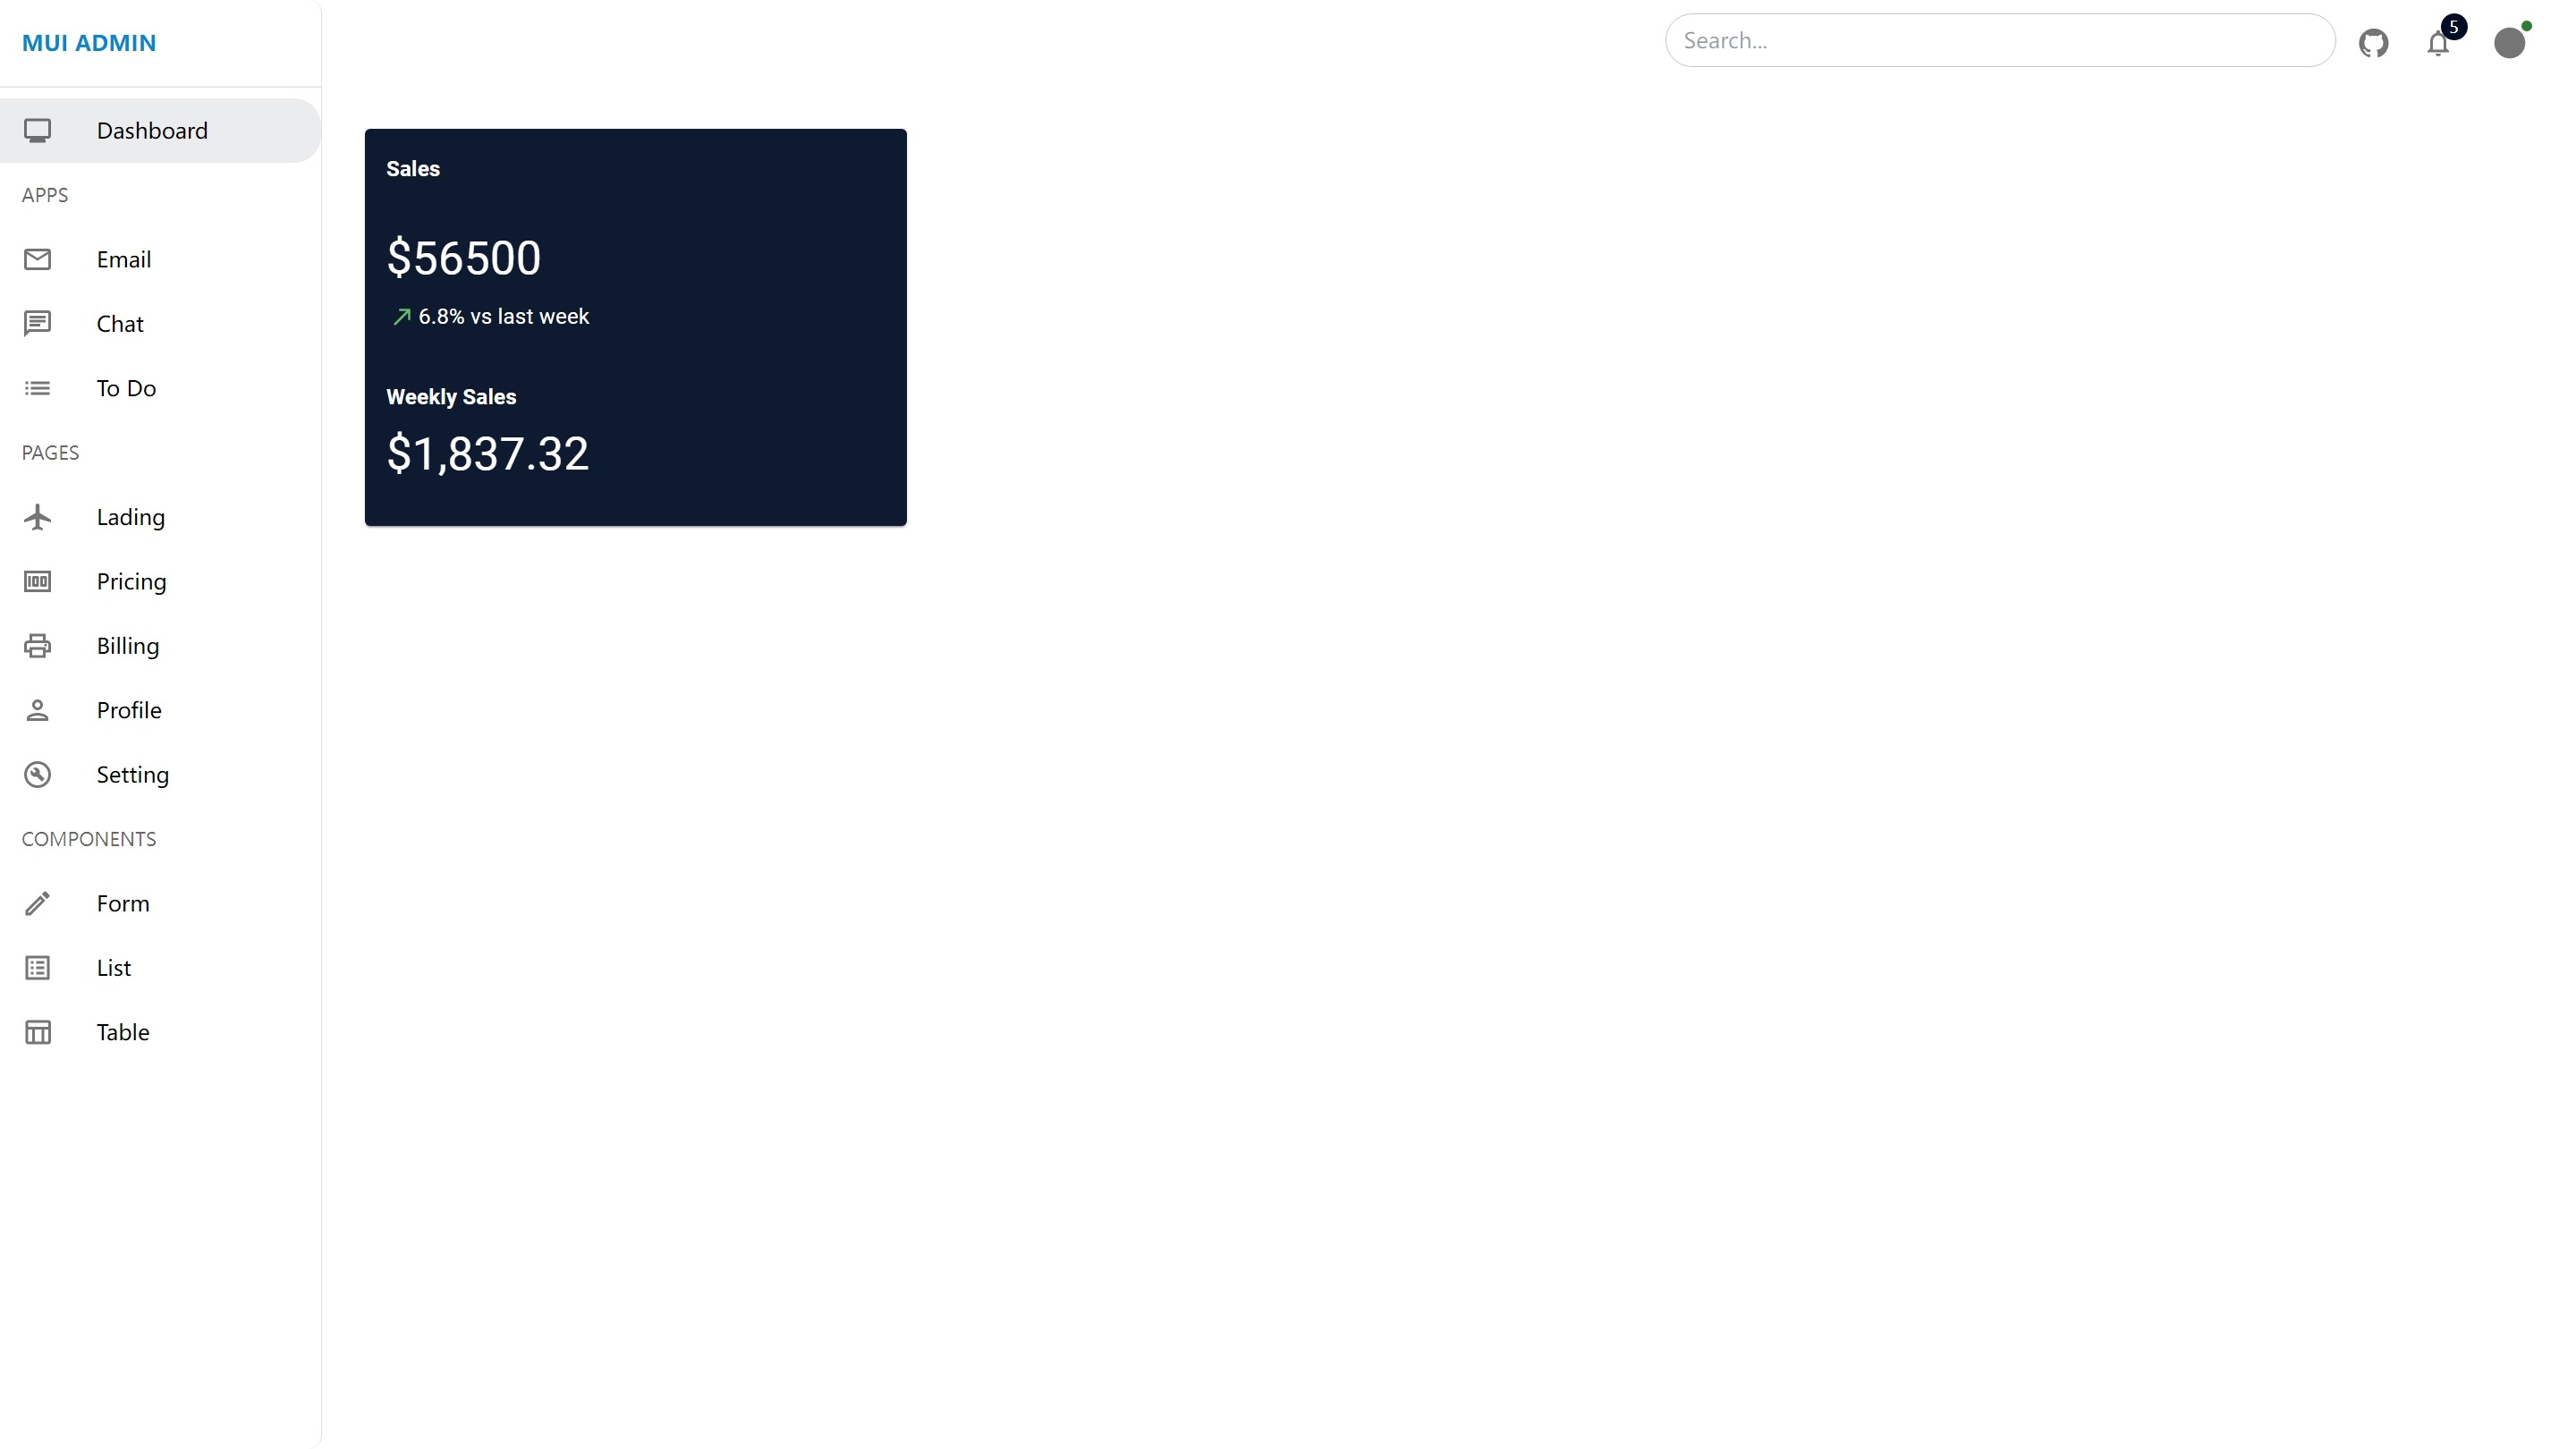 MUI ADMIN
Search...
5
Dashboard
APPS
Email
Chat
To Do
PAGES
Lading
Pricing
Billing
Profile
Setting
COMPONENTS
Form
List
Table
Sales
$56500
6.8% vs last week
Weekly Sales
$1,837.32